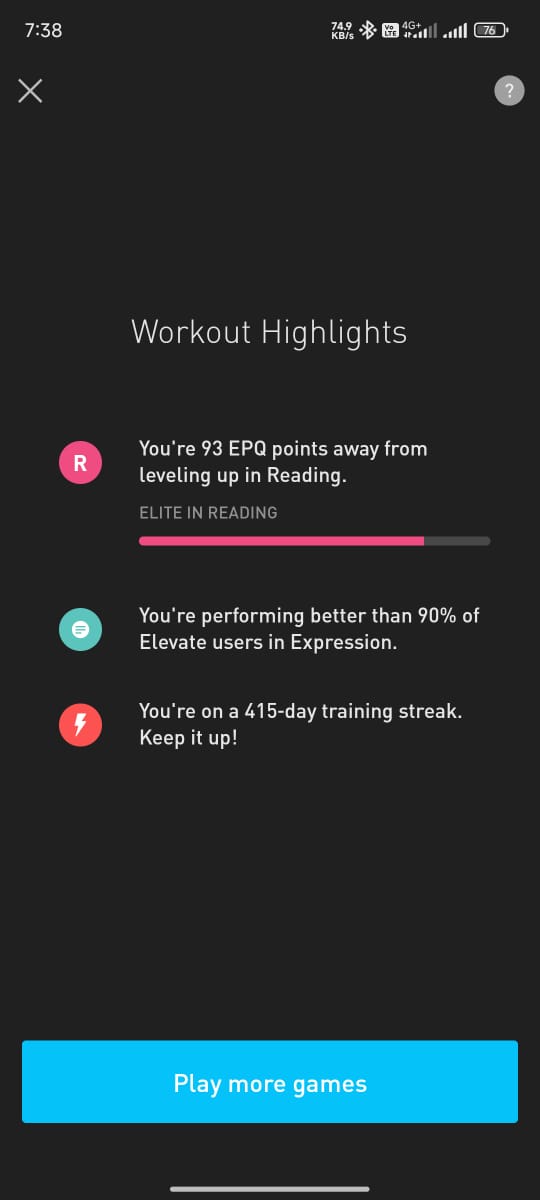 7:38
74.9
KB/s
Vo
LTE
4G+
76
?
Workout Highlights
R
You're 93 EPQ points away from
leveling up in Reading.
ELITE IN READING
You're performing better than 90% of
Elevate users in Expression.
You're on a 415-day training streak.
Keep it up!
Play more games